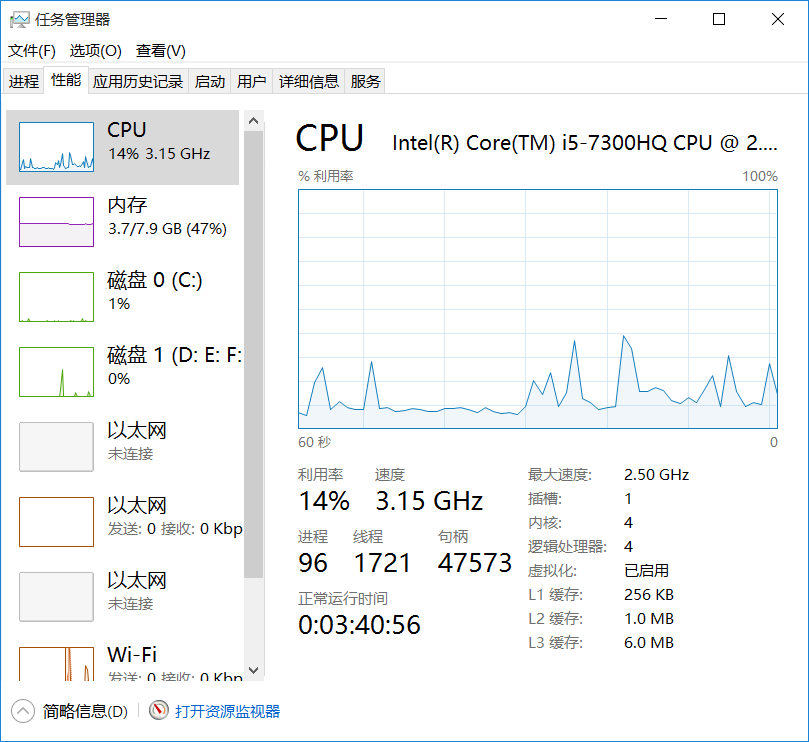 任务管理器
文件(F) 选项(O) 查看(V)
进程 性能 应用历史记录 启动 用户 详细信息 服务
CPU
14% 3.15 GHz
内存
3.7/7.9 GB (47%)
磁盘 0 (C:)
1%
磁盘 1 (D: E: F:
0%
以太网
未连接
以太网
发送: 0 接收: 0 Kbp
以太网
未连接
Wi-Fi
发送: 0 接收: 0 Kbp
CPU Intel(R) Core(TM) i5-7300HQ CPU @ 2....
% 利用率 100%
60 秒 0
利用率 速度
14% 3.15 GHz
进程 线程 句柄
96 1721 47573
正常运行时间
0:03:40:56
最大速度: 2.50 GHz
插槽: 1
内核: 4
逻辑处理器: 4
虚拟化: 已启用
L1 缓存: 256 KB
L2 缓存: 1.0 MB
L3 缓存: 6.0 MB
简略信息(D) 打开资源监视器